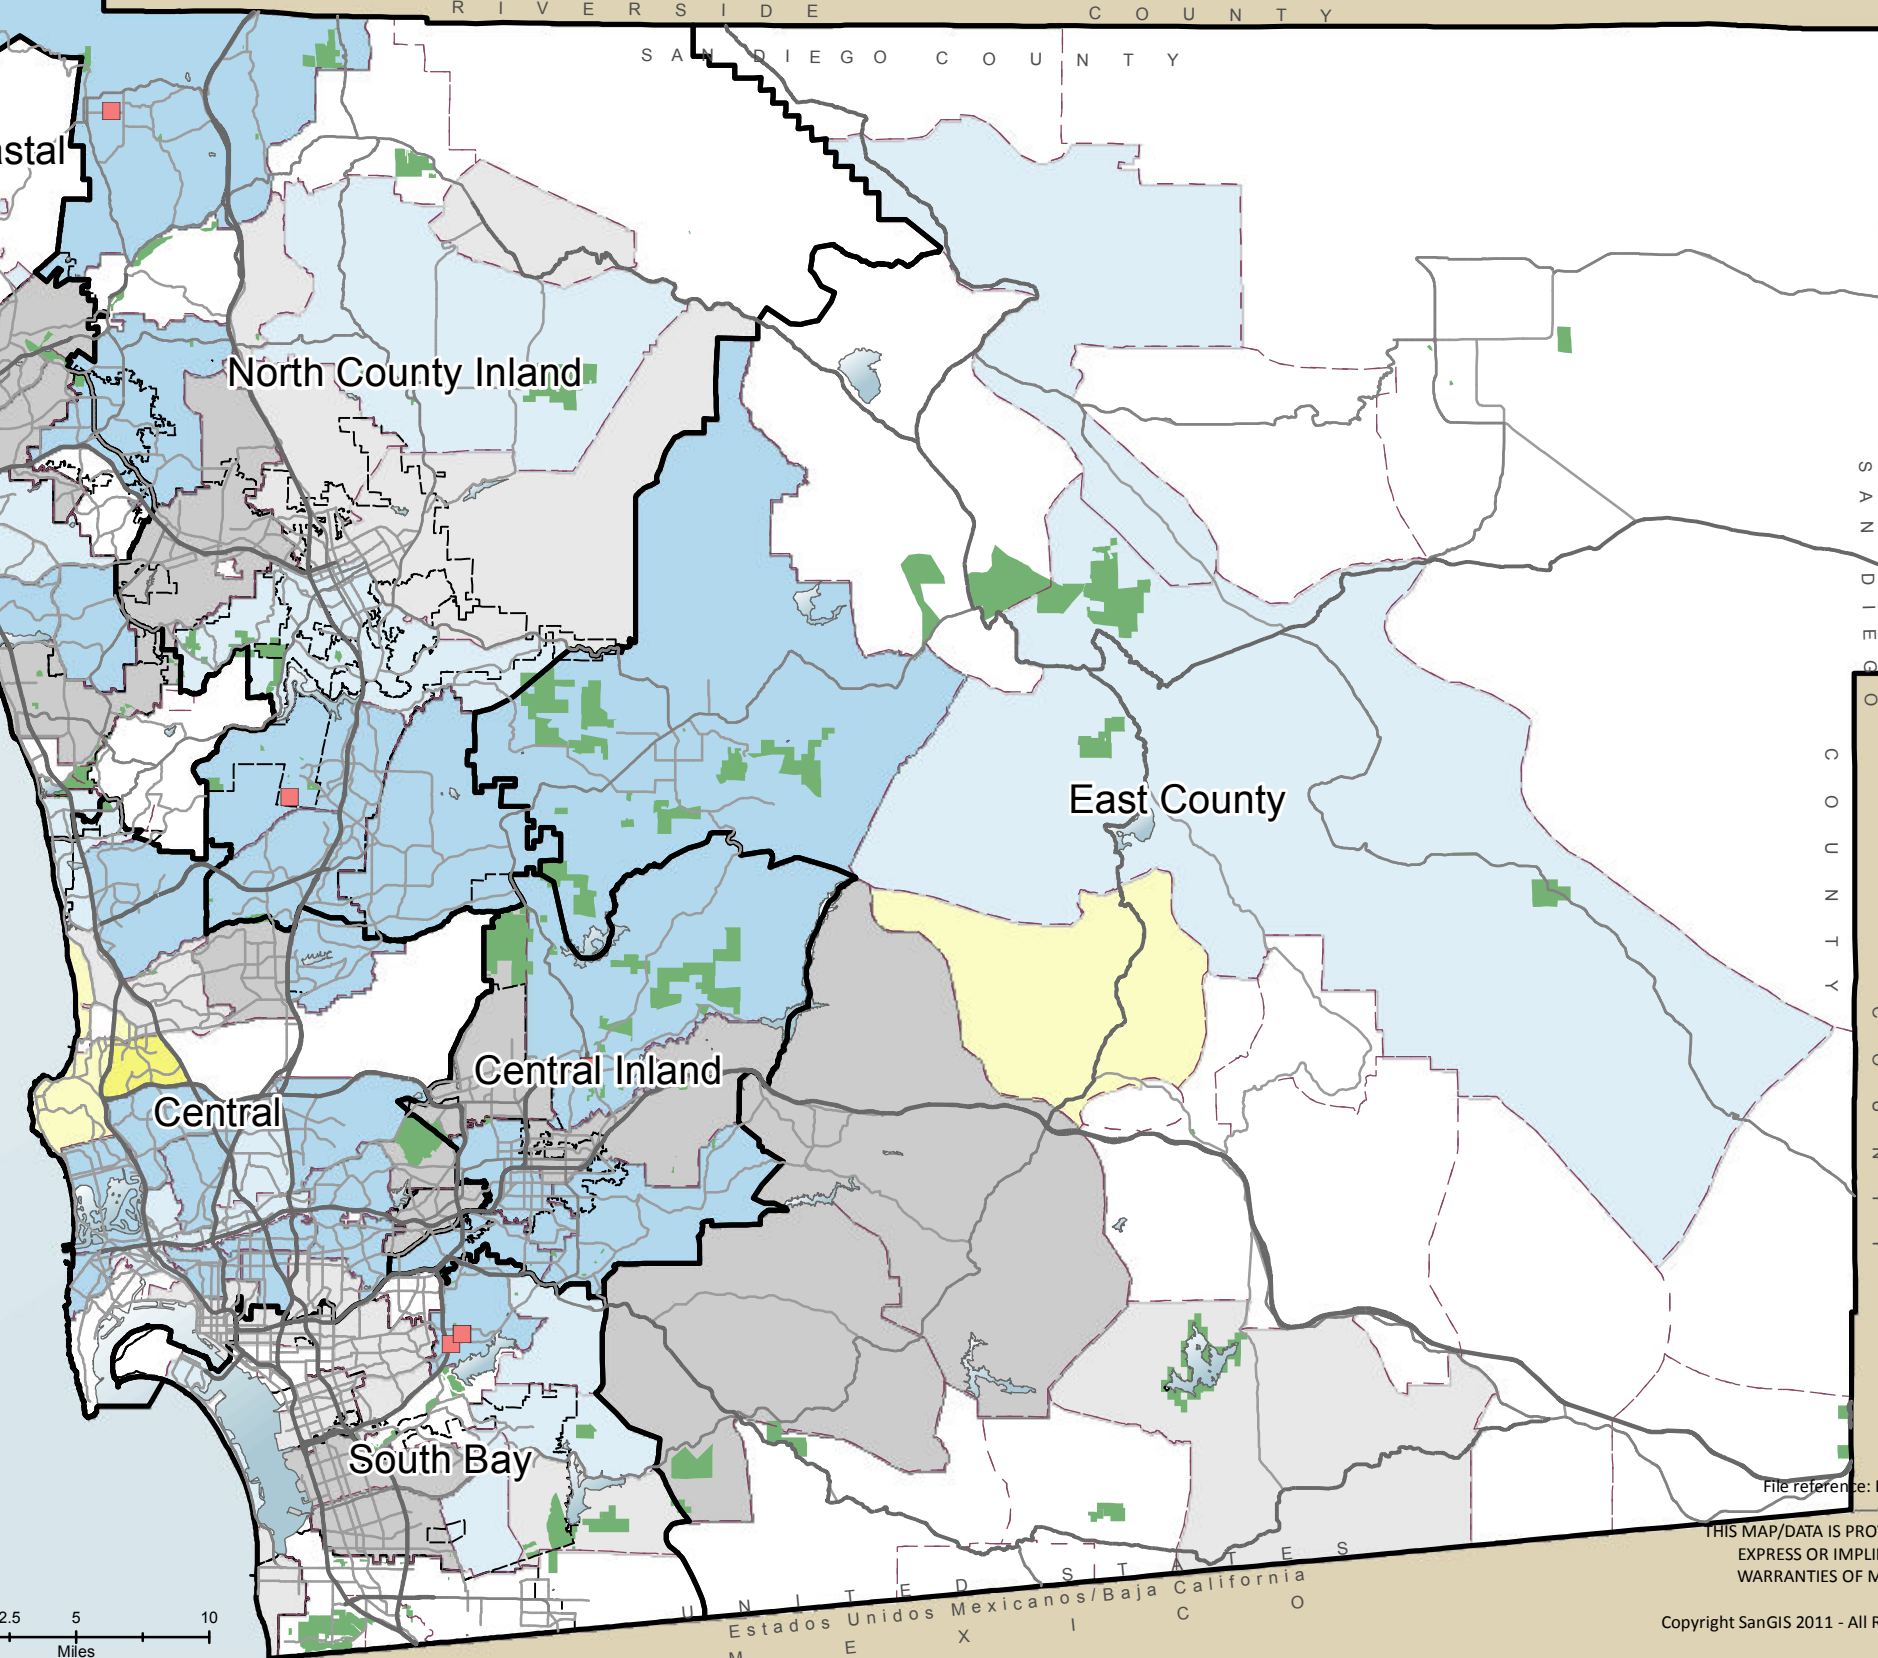 RIVERSIDE COUNTY
SAN DIEGO COUNTY
astal
North County Inland
SAN DIEGO COUNTY
East County
COUNTY
Central Inland
Central
South Bay
File reference:
THIS MAP/DATA IS PRO
EXPRESS OR IMPLI
WARRANTIES OF M
UNITED STATES
Estados Unidos Mexicanos/Baja California
MEXICO
Copyright SanGIS 2011 - All R
2.5 5 10
Miles